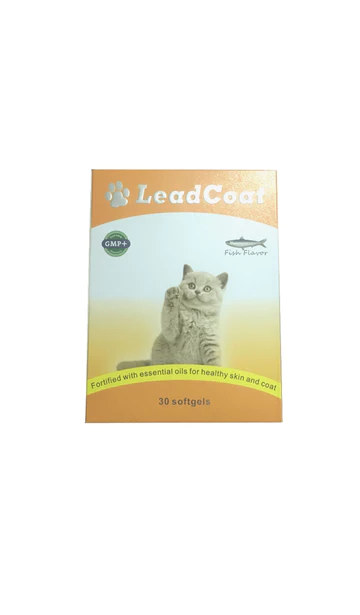 LeadCoat
GMP+
Fish Flavor
Fortified with essential oils for healthy skin and coat
30 softgels